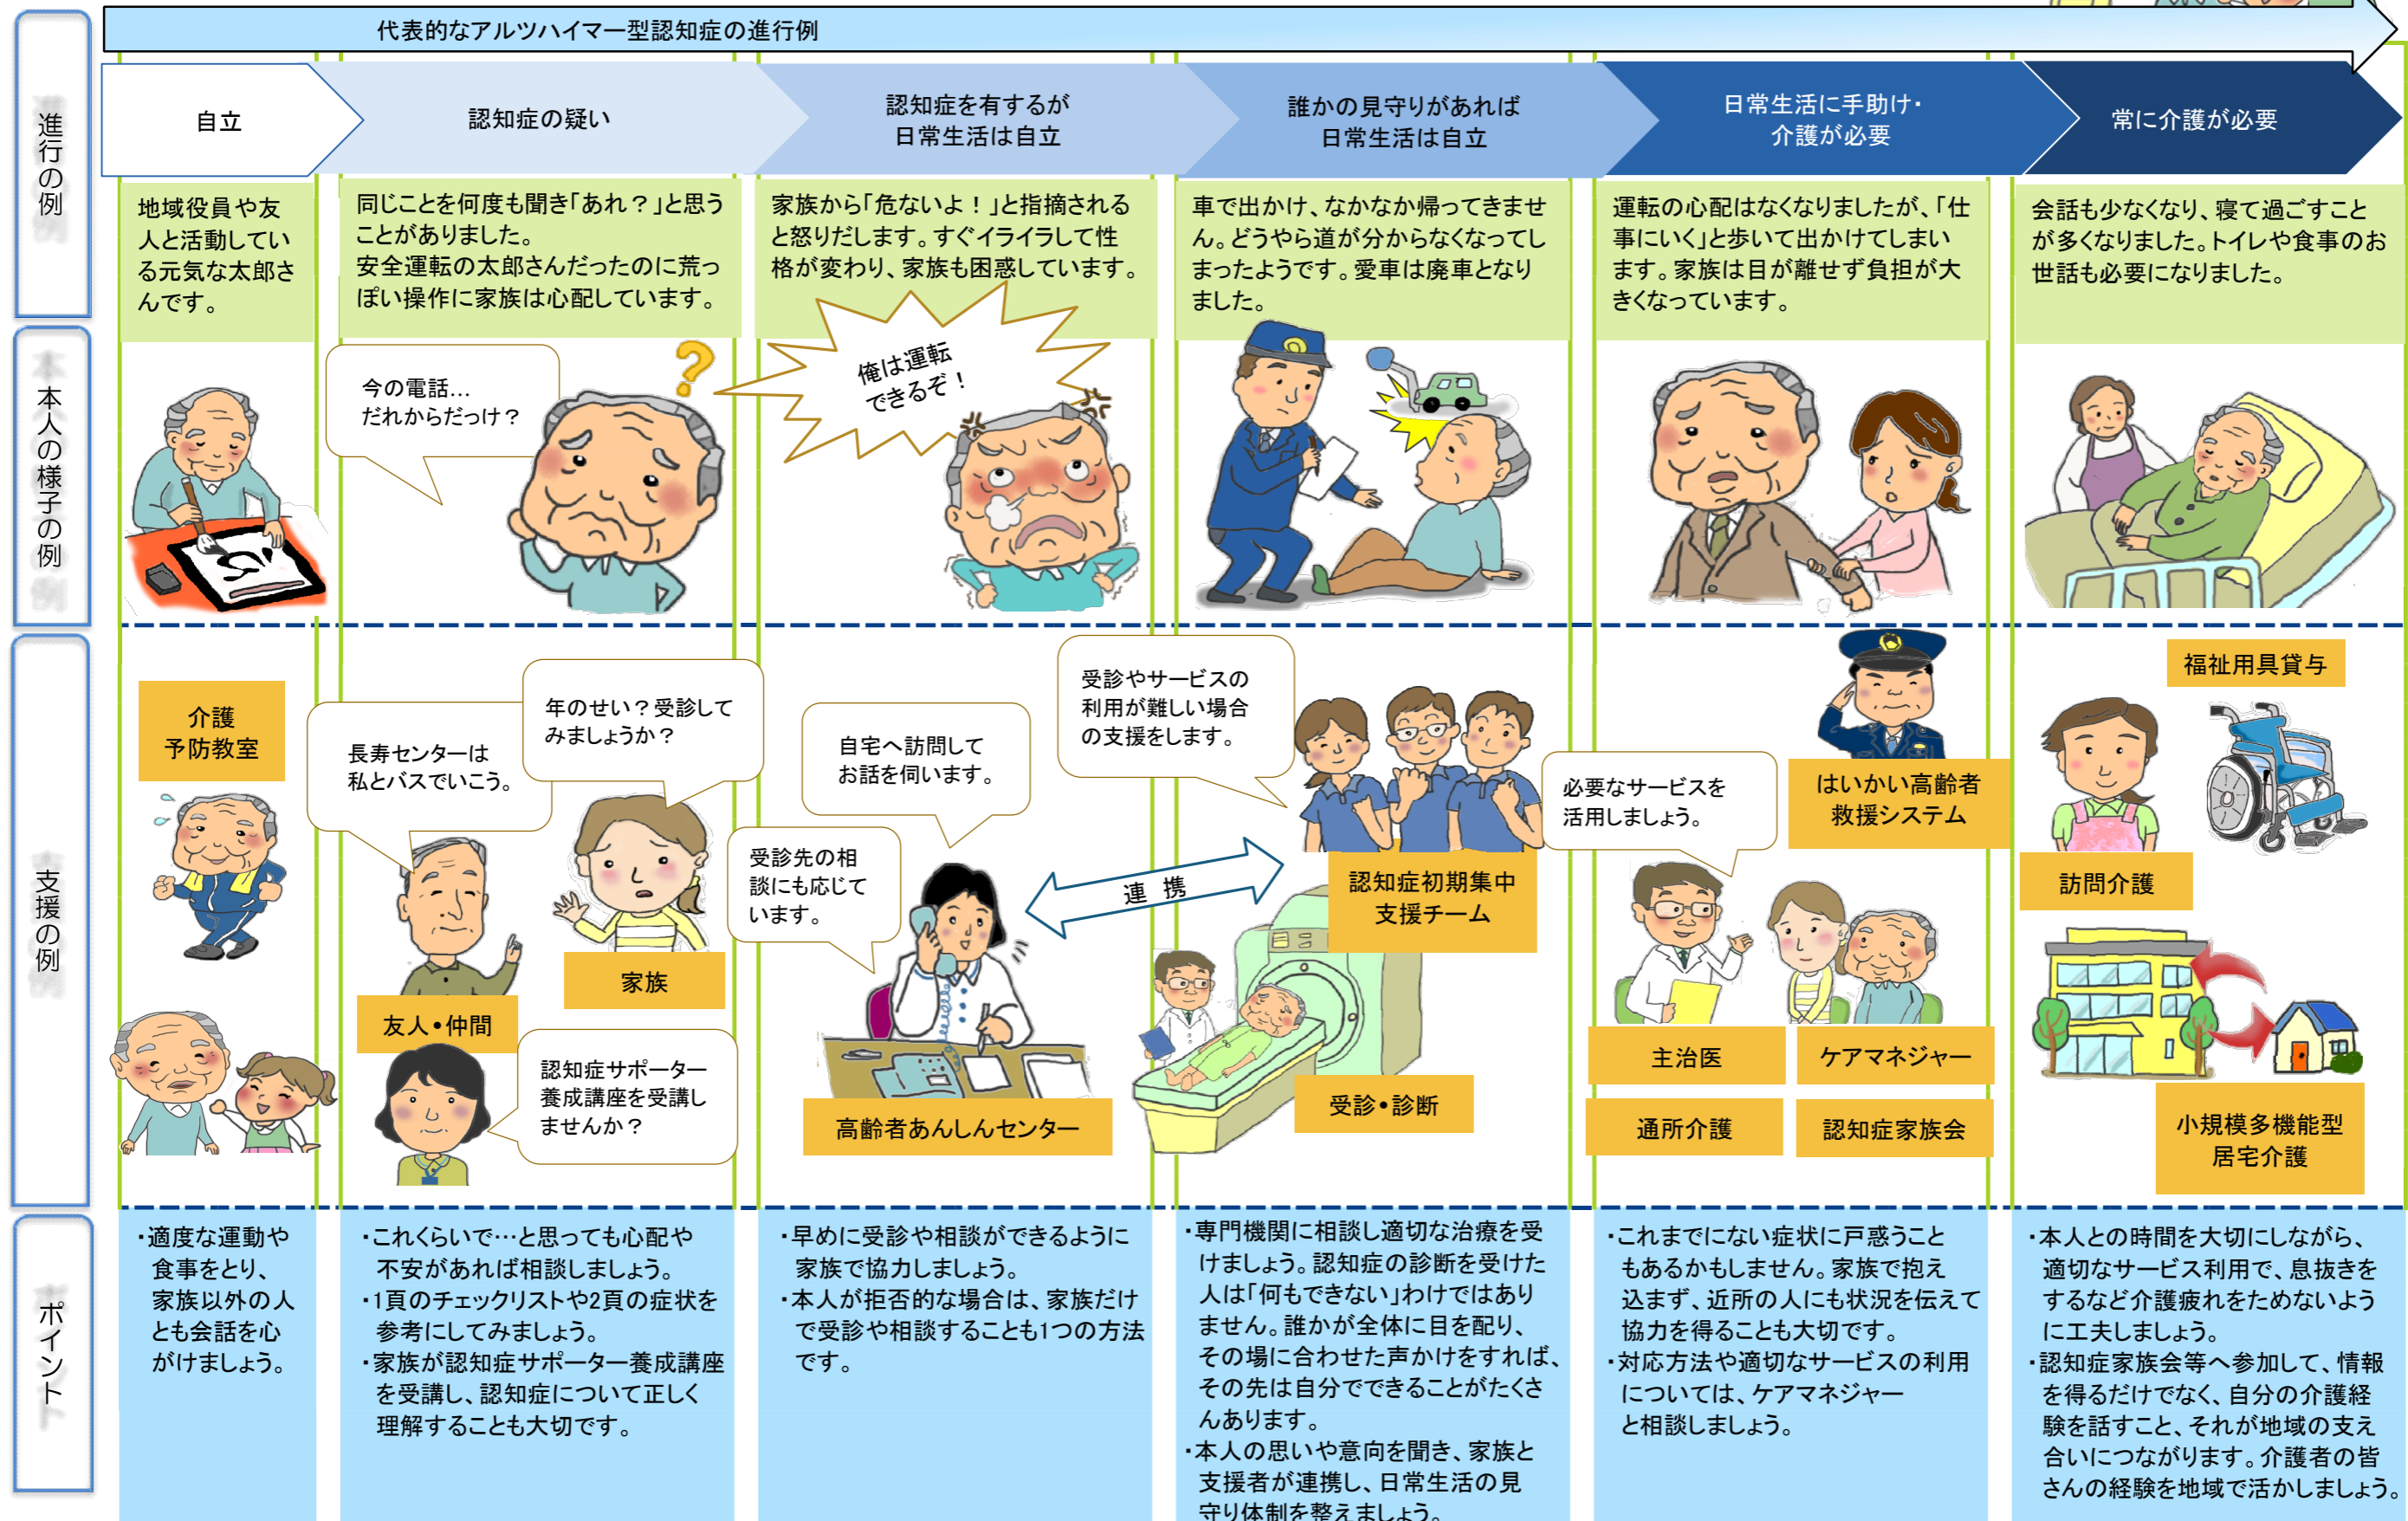 代表的なアルツハイマー型認知症の進行例
進行の例
自立
認知症の疑い
認知症を有するが
日常生活は自立
誰かの見守りがあれば
日常生活は自立
日常生活に手助け・
介護が必要
常に介護が必要
地域役員や友
人と活動してい
る元気な太郎さ
んです。
同じことを何度も聞き「あれ？」と思う
ことがありました。
安全運転の太郎さんだったのに荒っ
ぽい操作に家族は心配しています。
家族から「危ないよ！」と指摘される
と怒りだします。すぐイライラして性
格が変わり、家族も困惑しています。
車で出かけ、なかなか帰ってきませ
ん。どうやら道が分からなくなってし
まったようです。愛車は廃車となり
ました。
運転の心配はなくなりましたが、「仕
事にいく」と歩いて出かけてしまい
ます。家族は目が離せず負担が大
きくなっています。
会話も少なくなり、寝て過ごすこと
が多くなりました。トイレや食事のお
世話も必要になりました。
本人の様子の例
今の電話…
だれからだっけ？
俺は運転
できるぞ！
支援の例
介護
予防教室
長寿センターは
私とバスでいこう。
年のせい？受診して
みましょうか？
友人・仲間
家族
認知症サポーター
養成講座を受講し
ませんか？
自宅へ訪問して
お話を伺います。
受診先の相
談にも応じて
います。
高齢者あんしんセンター
連 携
受診やサービスの
利用が難しい場合
の支援をします。
認知症初期集中
支援チーム
受診・診断
必要なサービスを
活用しましょう。
はいかい高齢者
救援システム
主治医
ケアマネジャー
通所介護
認知症家族会
福祉用具貸与
訪問介護
小規模多機能型
居宅介護
ポイント
・適度な運動や
食事をとり、
家族以外の人
とも会話を心
がけましょう。
・これくらいで…と思っても心配や
不安があれば相談しましょう。
・1頁のチェックリストや2頁の症状を
参考にしてみましょう。
・家族が認知症サポーター養成講座
を受講し、認知症について正しく
理解することも大切です。
・早めに受診や相談ができるように
家族で協力しましょう。
・本人が拒否的な場合は、家族だけ
で受診や相談することも1つの方法
です。
・専門機関に相談し適切な治療を受
けましょう。認知症の診断を受けた
人は「何もできない」わけではあり
ません。誰かが全体に目を配り、
その場に合わせた声かけをすれば、
その先は自分でできることがたくさ
んあります。
・本人の思いや意向を聞き、家族と
支援者が連携し、日常生活の見
守り体制を整えましょう。
・これまでにない症状に戸惑うこと
もあるかもしません。家族で抱え
込まず、近所の人にも状況を伝えて
協力を得ることも大切です。
・対応方法や適切なサービスの利用
については、ケアマネジャー
と相談しましょう。
・本人との時間を大切にしながら、
適切なサービス利用で、息抜きを
するなど介護疲れをためないよう
に工夫しましょう。
・認知症家族会等へ参加して、情報
を得るだけでなく、自分の介護経
験を話すこと、それが地域の支え
合いにつながります。介護者の皆
さんの経験を地域で活かしましょう。